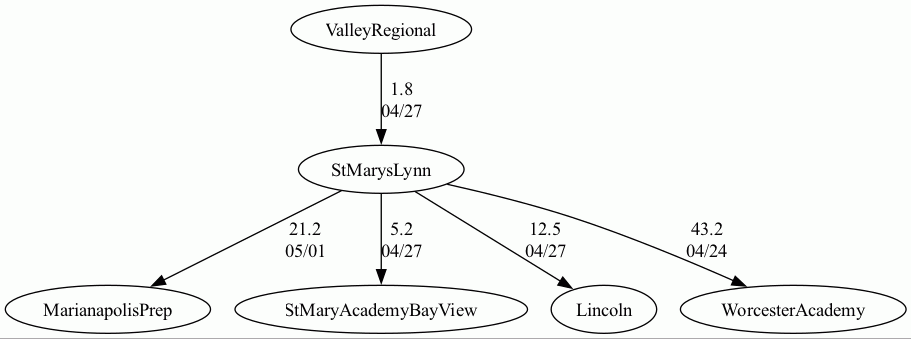 ValleyRegional
1.8
04/27
StMarysLynn
21.2
05/01
5.2
04/27
12.5
04/27
43.2
04/24
MarianapolisPrep
StMaryAcademyBayView
Lincoln
WorcesterAcademy